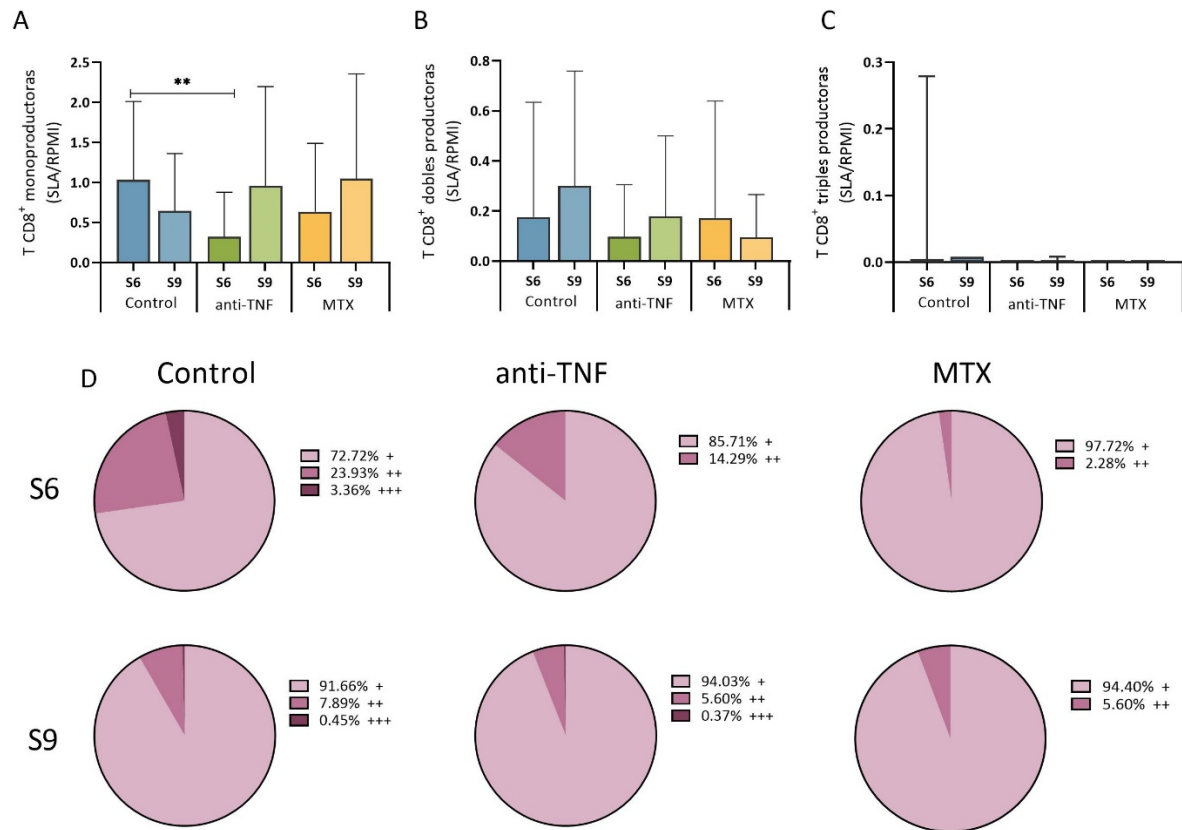 A
T CD8+ monoproductoras
(SLA/RPMI)
2.5
2.0
1.5
1.0
0.5
0.0
**
S6 S9 S6 S9 S6 S9
Control anti-TNF MTX
B
T CD8+ dobles productoras
(SLA/RPMI)
0.8
0.6
0.4
0.2
0.0
S6 S9 S6 S9 S6 S9
Control anti-TNF MTX
C
T CD8+ triples productoras
(SLA/RPMI)
0.3
0.2
0.1
0.0
S6 S9 S6 S9 S6 S9
Control anti-TNF MTX
D
Control anti-TNF MTX
S6
72.72% +
23.93% ++
3.36% +++
85.71% +
14.29% ++
97.72% +
2.28% ++
S9
91.66% +
7.89% ++
0.45% +++
94.03% +
5.60% ++
0.37% +++
94.40% +
5.60% ++